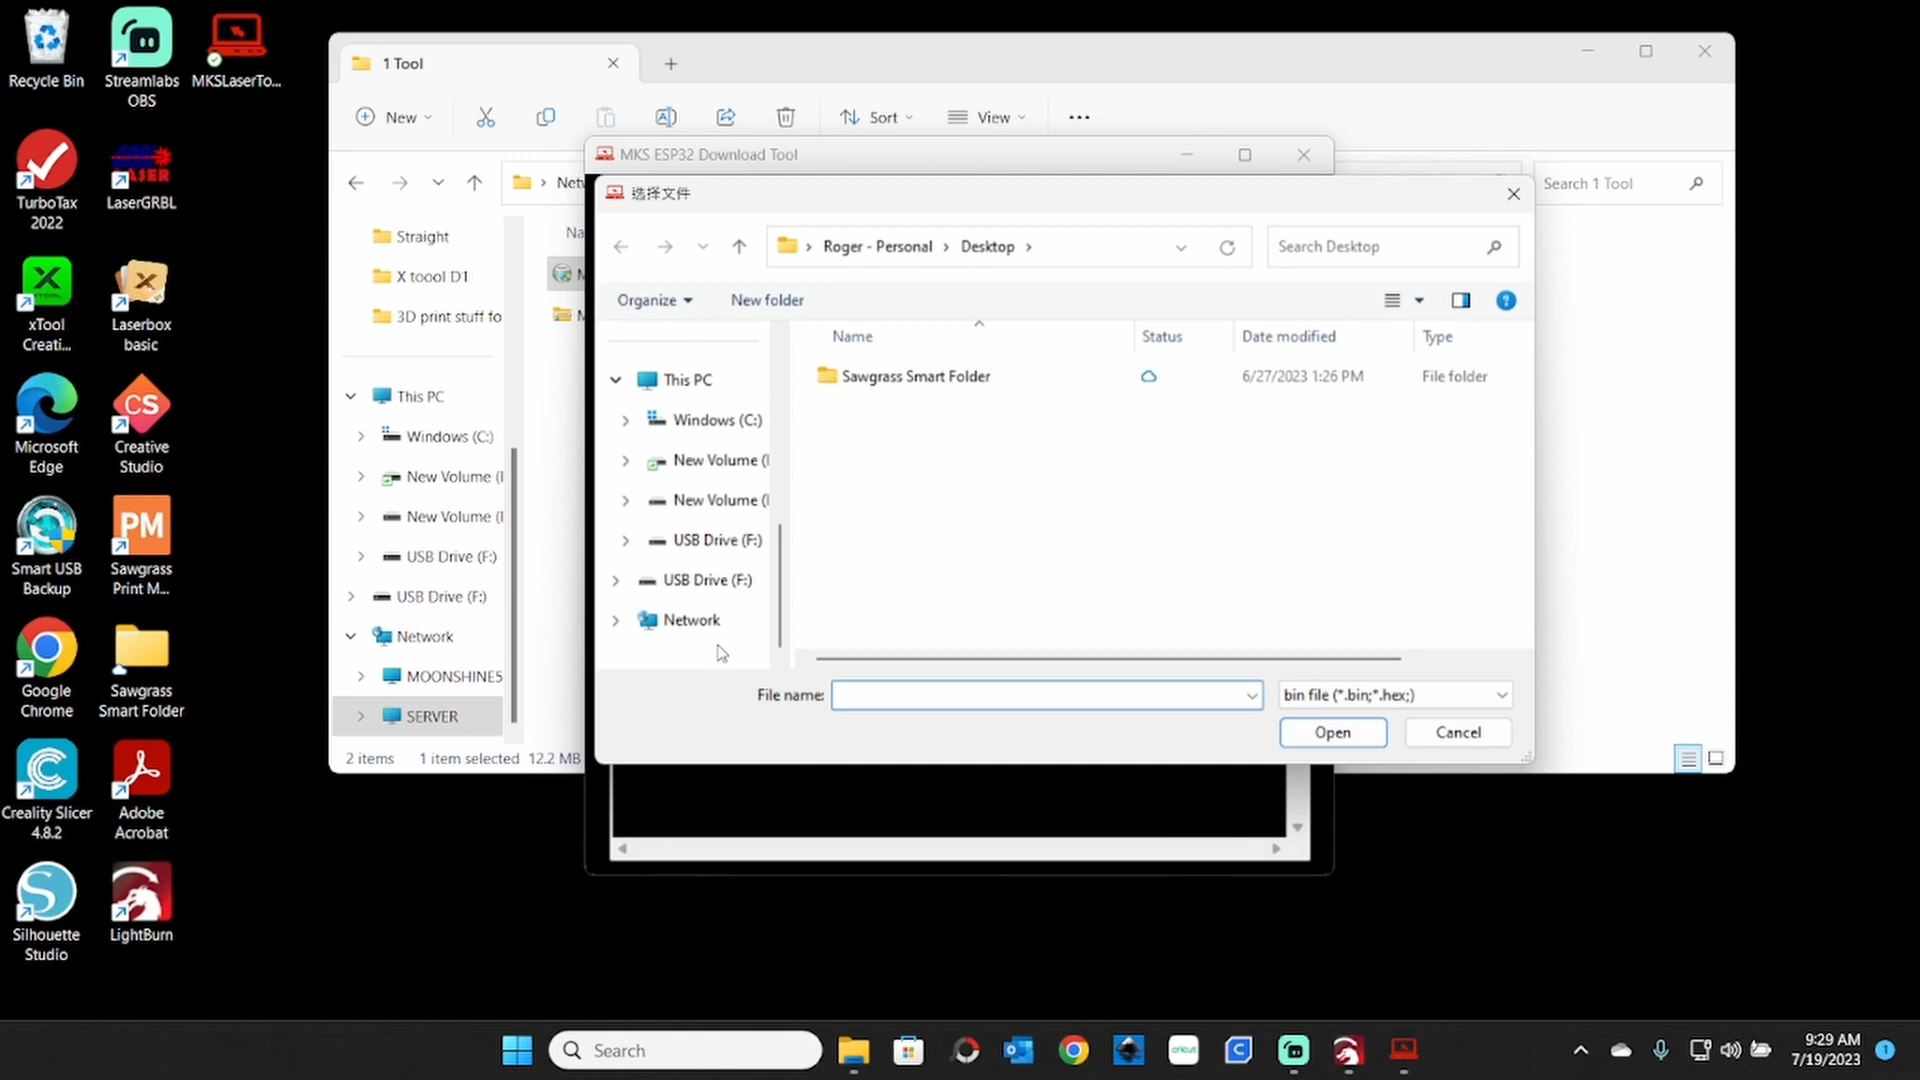 Recycle Bin
Streamlabs
OBS
MKSLaserTo...
TurboTax
2022
LaserGRBL
xTool
Creati...
Laserbox
basic
Microsoft
Edge
CS
Creative
Studio
Smart USB
Backup
PM
Sawgrass
Print M...
Google
Chrome
Sawgrass
Smart Folder
Creality Slicer
4.8.2
Adobe
Acrobat
Silhouette
Studio
LightBurn
1 Tool
New
Sort
View
Search 1 Tool
Straight
X toool D1
3D print stuff fo
This PC
Windows (C:)
New Volume (
New Volume (
USB Drive (F:)
USB Drive (F:)
Network
MOONSHINE5
SERVER
2 items
1 item selected 12.2 MB
MKS ESP32 Download Tool
选择文件
Roger - Personal
Desktop
Search Desktop
Organize
New folder
Name
Status
Date modified
Type
Sawgrass Smart Folder
6/27/2023 1:26 PM
File folder
This PC
Windows (C:)
New Volume (
New Volume (
USB Drive (F:)
USB Drive (F:)
Network
File name:
bin file (*.bin;*.hex;)
Open
Cancel
Search
cricut
9:29 AM
7/19/2023
1